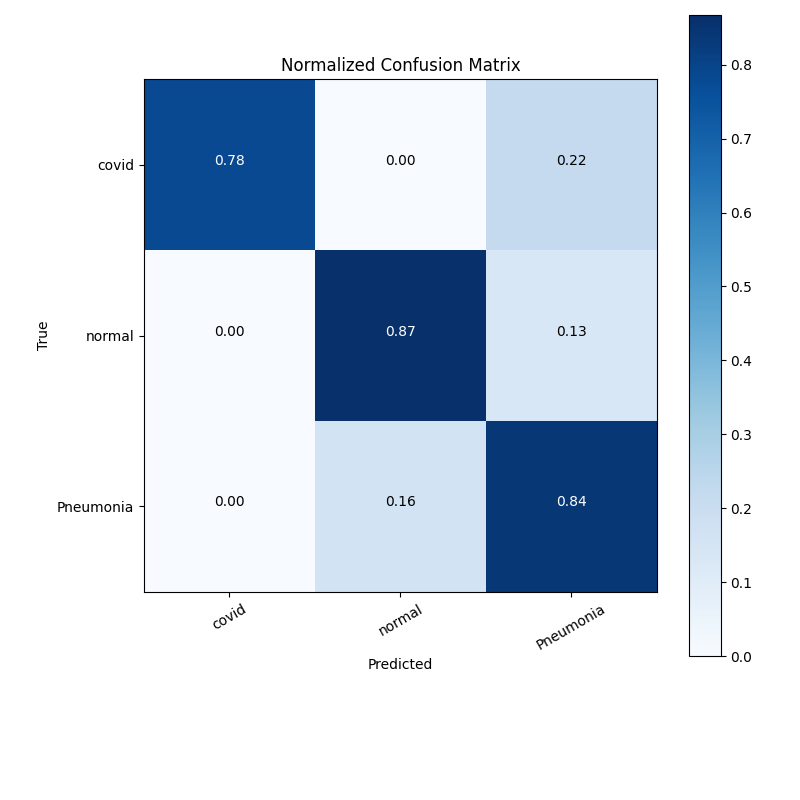 Normalized Confusion Matrix
covid 0.78 0.00 0.22
normal 0.00 0.87 0.13
Pneumonia 0.00 0.16 0.84
covid normal Pneumonia
Predicted
True
0.8
0.7
0.6
0.5
0.4
0.3
0.2
0.1
0.0